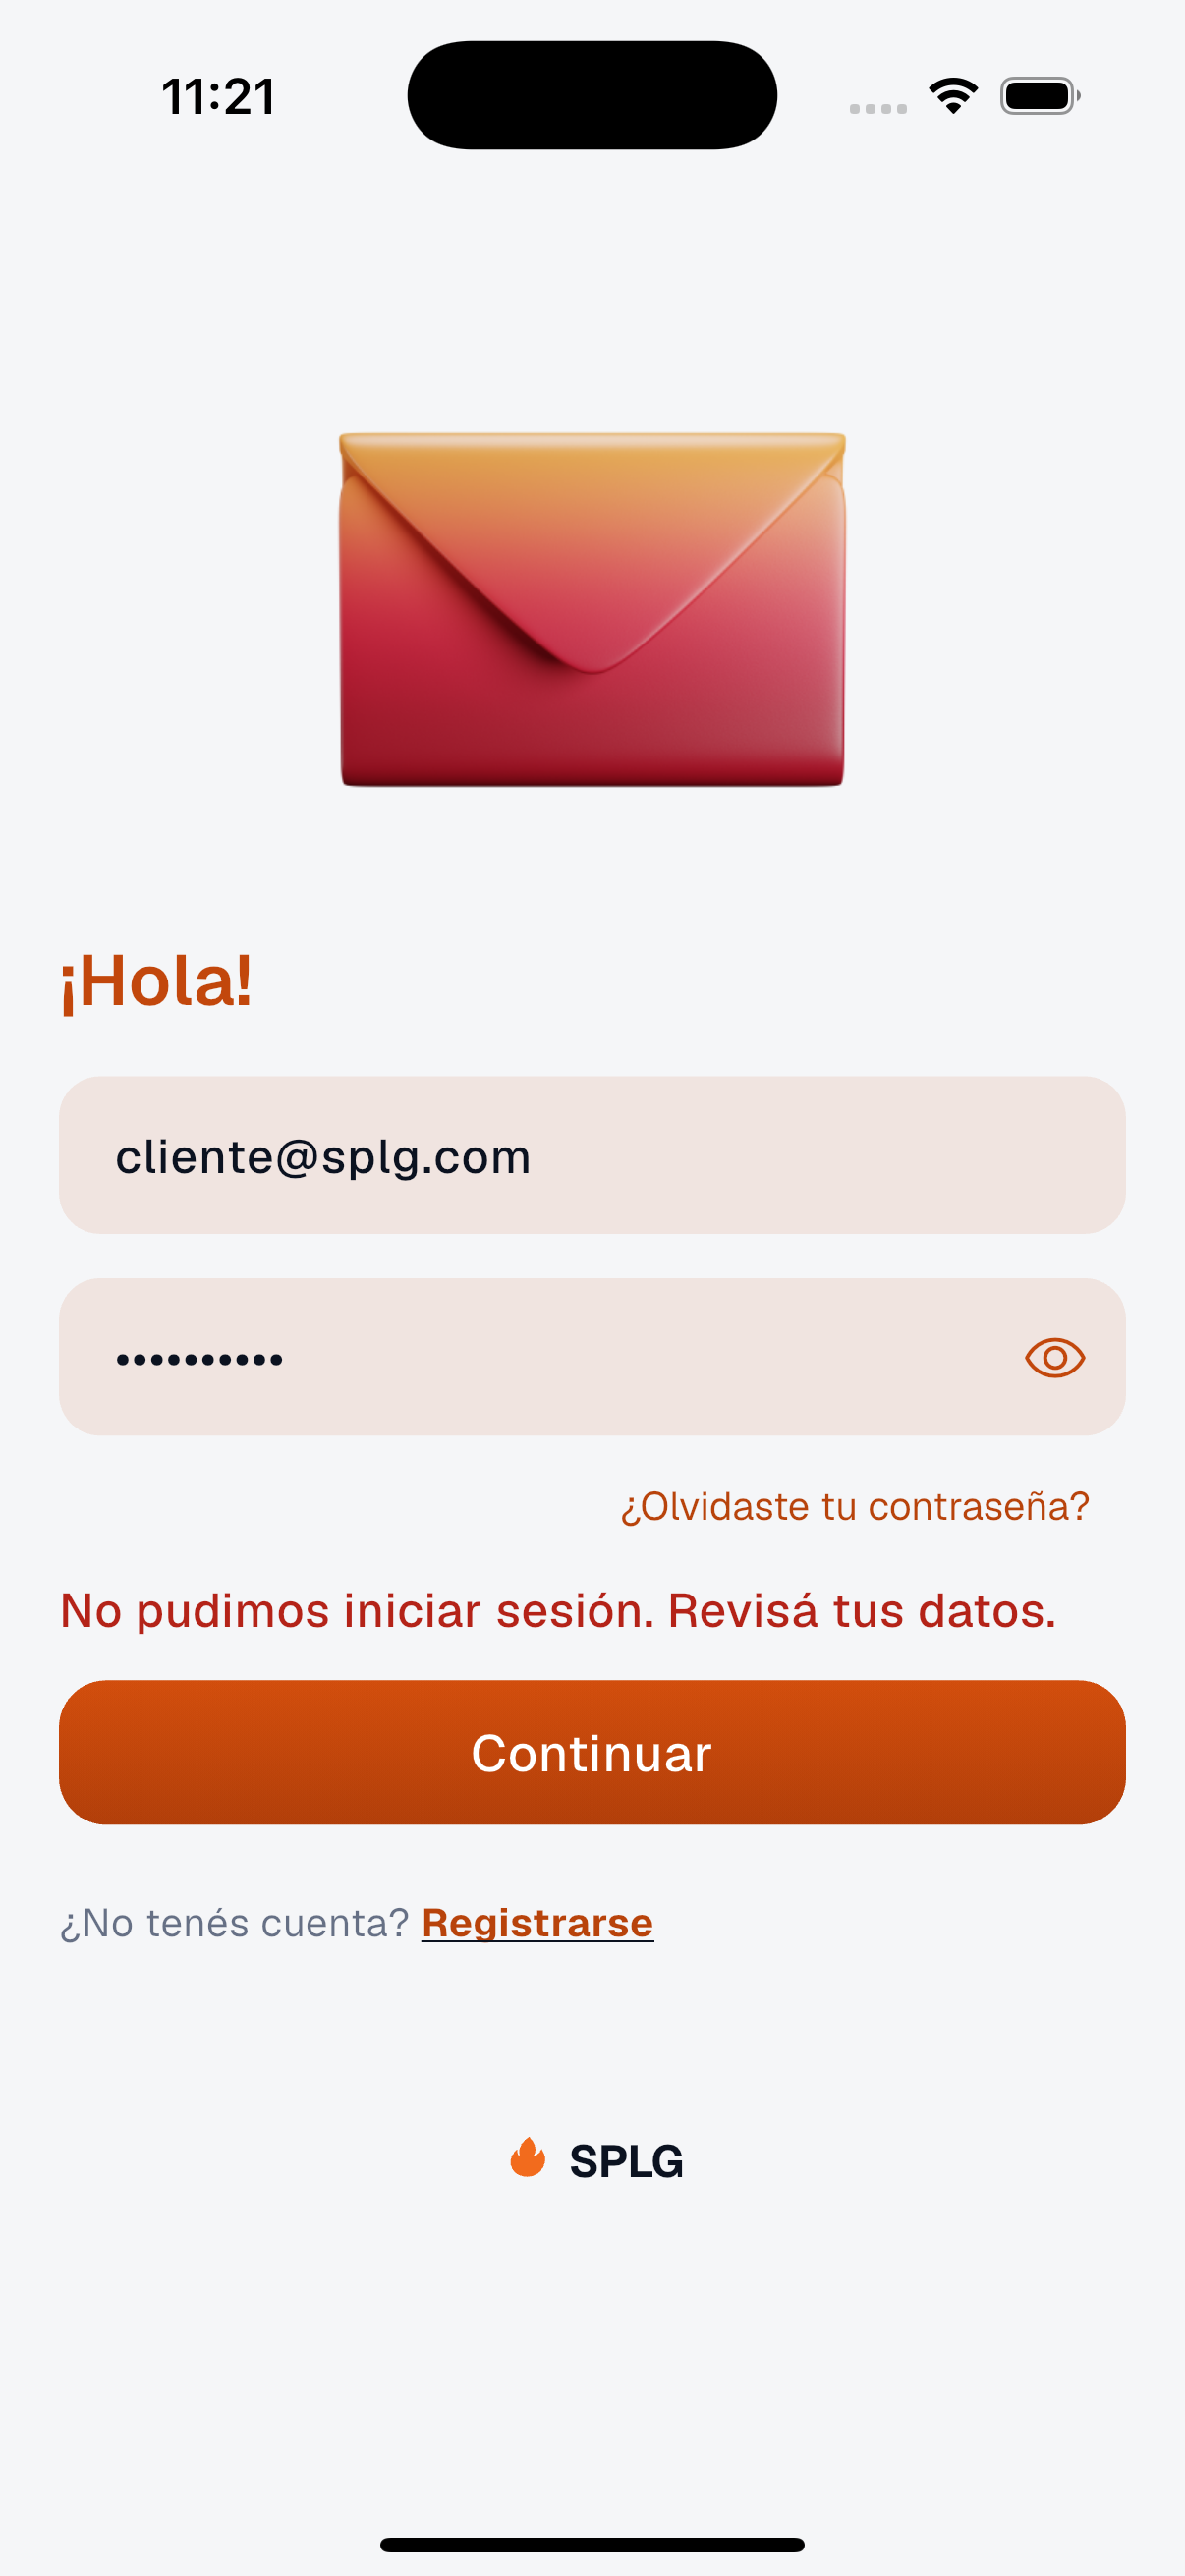 11:21
¡Hola!
cliente@splg.com
••••••••••
¿Olvidaste tu contraseña?
No pudimos iniciar sesión. Revisá tus datos.
Continuar
¿No tenés cuenta? Registrarse
SPLG